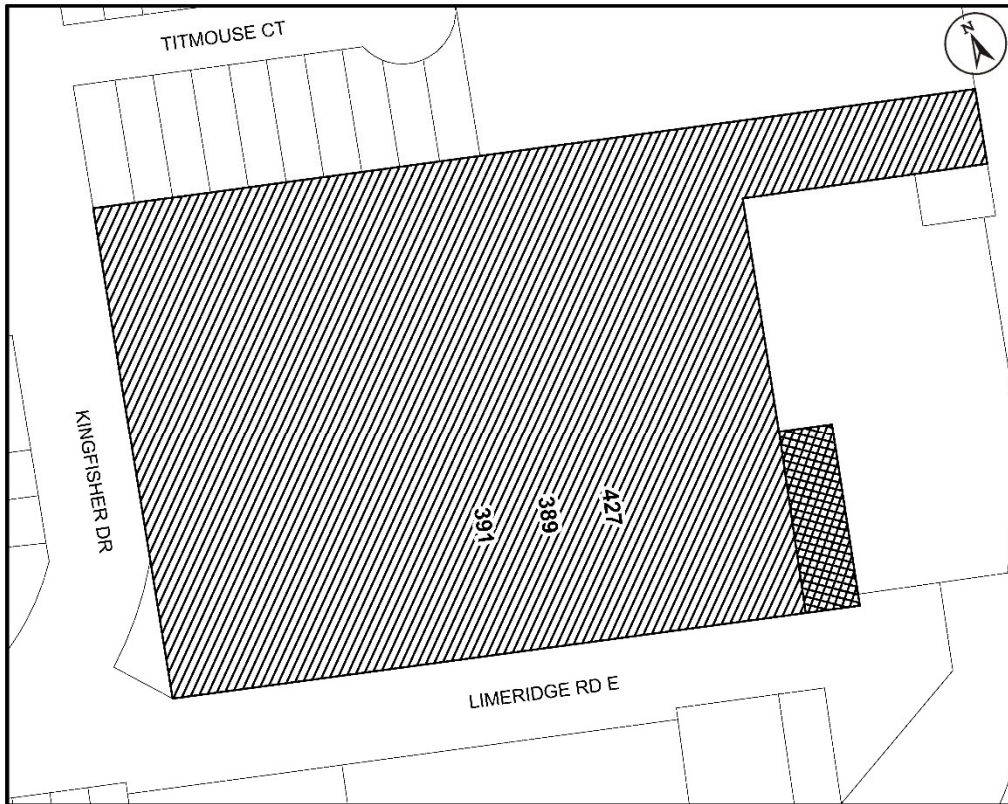 TITMOUSE CT
N
KINGFISHER DR
391
389
427
LIMERIDGE RD E